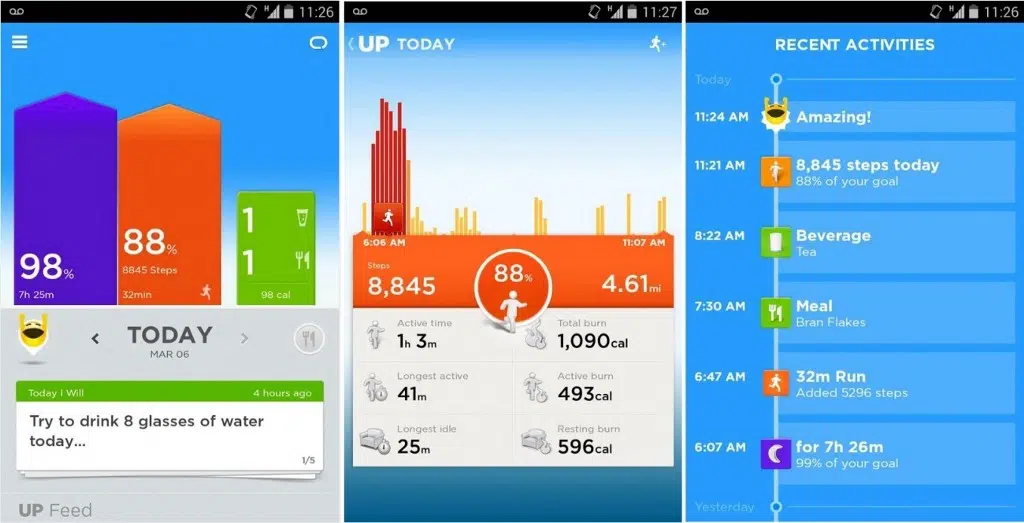 11:26
98%
7h 25m
88%
8845 Steps
32min
1
1
98 cal
TODAY
MAR 06
Today I Will
4 hours ago
Try to drink 8 glasses of water
today...
1/5
UP Feed
11:27
UP TODAY
6:06 AM
11:07 AM
Steps
8,845
88%
4.61mi
Active time
1h 3m
Total burn
1,090cal
Longest active
41m
Active burn
493cal
Longest idle
25m
Resting burn
596cal
11:26
RECENT ACTIVITIES
Today
11:24 AM
Amazing!
11:21 AM
8,845 steps today
88% of your goal
8:22 AM
Beverage
Tea
7:30 AM
Meal
Bran Flakes
6:47 AM
32m Run
Added 5296 steps
6:07 AM
for 7h 26m
99% of your goal
Yesterday